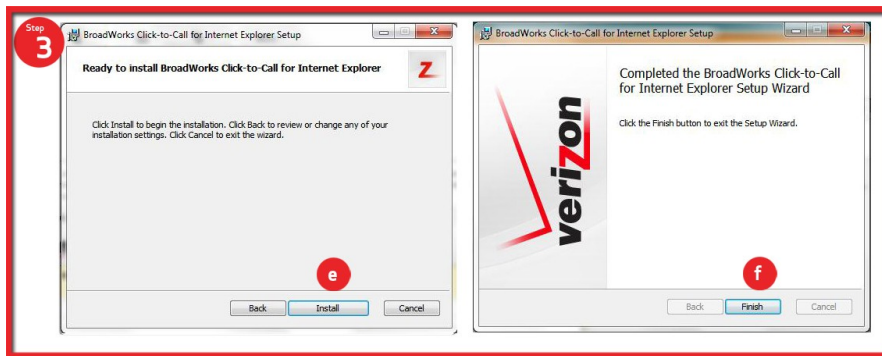 Step
3
BroadWorks Click-to-Call for Internet Explorer Setup
Ready to install BroadWorks Click-to-Call for Internet Explorer
Z
Click Install to begin the installation. Click Back to review or change any of your
installation settings. Click Cancel to exit the wizard.
e
Back
Install
Cancel
BroadWorks Click-to-Call for Internet Explorer Setup
verizon
Completed the BroadWorks Click-to-Call
for Internet Explorer Setup Wizard
Click the Finish button to exit the Setup Wizard.
f
Back
Finish
Cancel